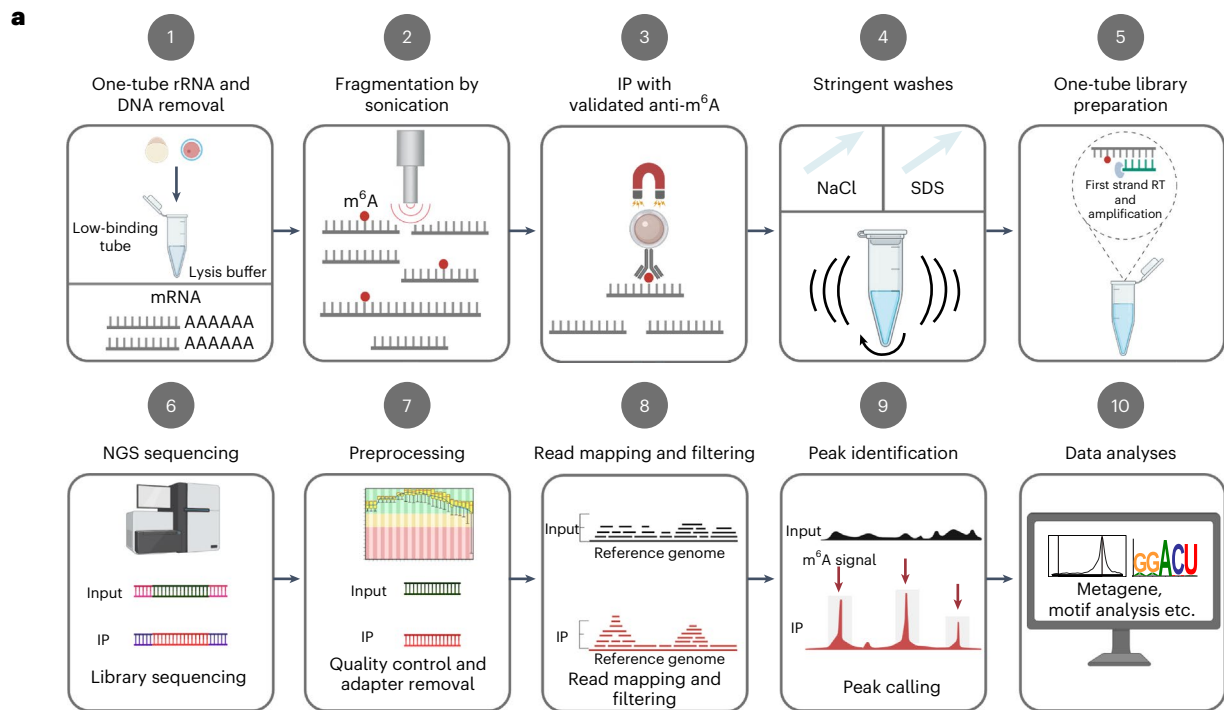 a
1
2
3
4
5
One-tube rRNA and
DNA removal
Fragmentation by
sonication
IP with
validated anti-m⁶A
Stringent washes
One-tube library
preparation
Low-binding
tube
Lysis buffer
mRNA
AAAAAA
AAAAAA
m⁶A
NaCl
SDS
First strand RT
and
amplification
6
7
8
9
10
NGS sequencing
Preprocessing
Read mapping and filtering
Peak identification
Data analyses
Input
IP
Library sequencing
Input
IP
Quality control and
adapter removal
Input
Reference genome
IP
Reference genome
Read mapping and
filtering
Input
m⁶A signal
IP
Peak calling
GGACU
Metagene,
motif analysis etc.